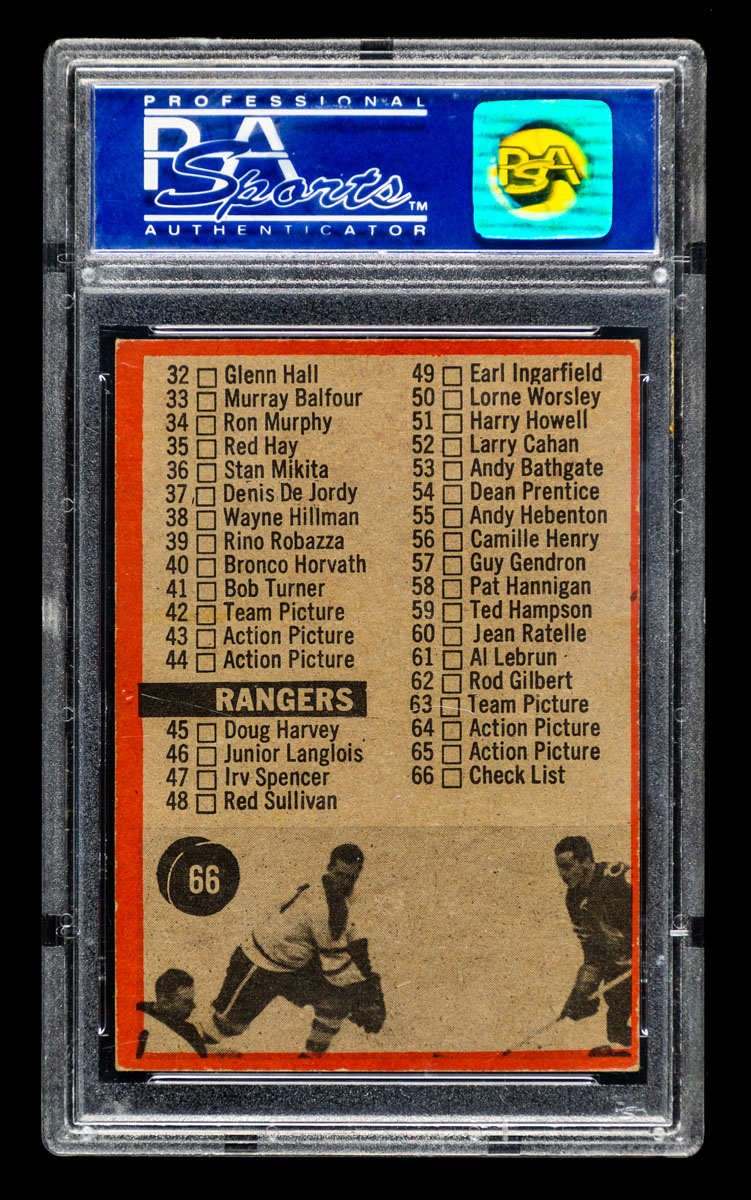 PROFESSIONAL
PSA
Sports™
AUTHENTICATOR
PSA
32 Glenn Hall
33 Murray Balfour
34 Ron Murphy
35 Red Hay
36 Stan Mikita
37 Denis De Jordy
38 Wayne Hillman
39 Rino Robazza
40 Bronco Horvath
41 Bob Turner
42 Team Picture
43 Action Picture
44 Action Picture
RANGERS
45 Doug Harvey
46 Junior Langlois
47 Irv Spencer
48 Red Sullivan
49 Earl Ingarfield
50 Lorne Worsley
51 Harry Howell
52 Larry Cahan
53 Andy Bathgate
54 Dean Prentice
55 Andy Hebenton
56 Camille Henry
57 Guy Gendron
58 Pat Hannigan
59 Ted Hampson
60 Jean Ratelle
61 Al Lebrun
62 Rod Gilbert
63 Team Picture
64 Action Picture
65 Action Picture
66 Check List
66